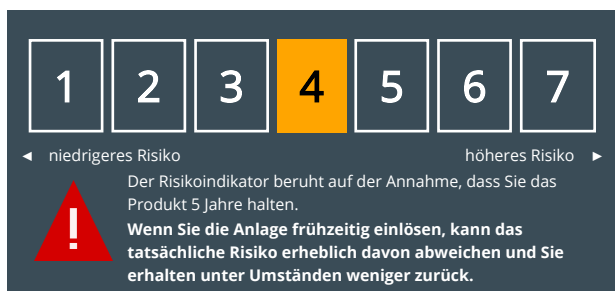 1 2 3 4 5 6 7
◄ niedrigeres Risiko höheres Risiko ►
Der Risikoindikator beruht auf der Annahme, dass Sie das
Produkt 5 Jahre halten.
Wenn Sie die Anlage frühzeitig einlösen, kann das
tatsächliche Risiko erheblich davon abweichen und Sie
erhalten unter Umständen weniger zurück.
!